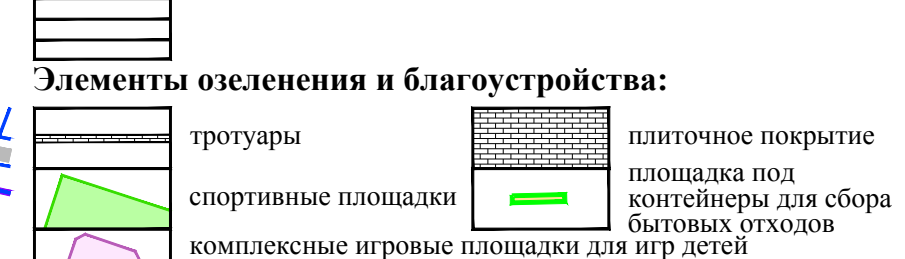 Элементы озеленения и благоустройства:
тротуары
плиточное покрытие
спортивные площадки
площадка под
контейнеры для сбора
бытовых отходов
комплексные игровые площадки для игр детей